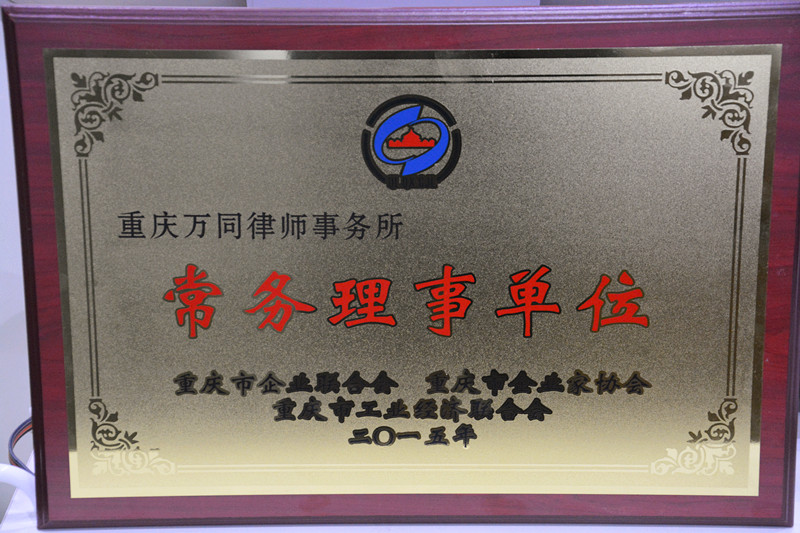 重庆万同律师事务所
常务理事单位
重庆市企业联合会 重庆市企业家协会
重庆市工业经济联合会
二〇一五年